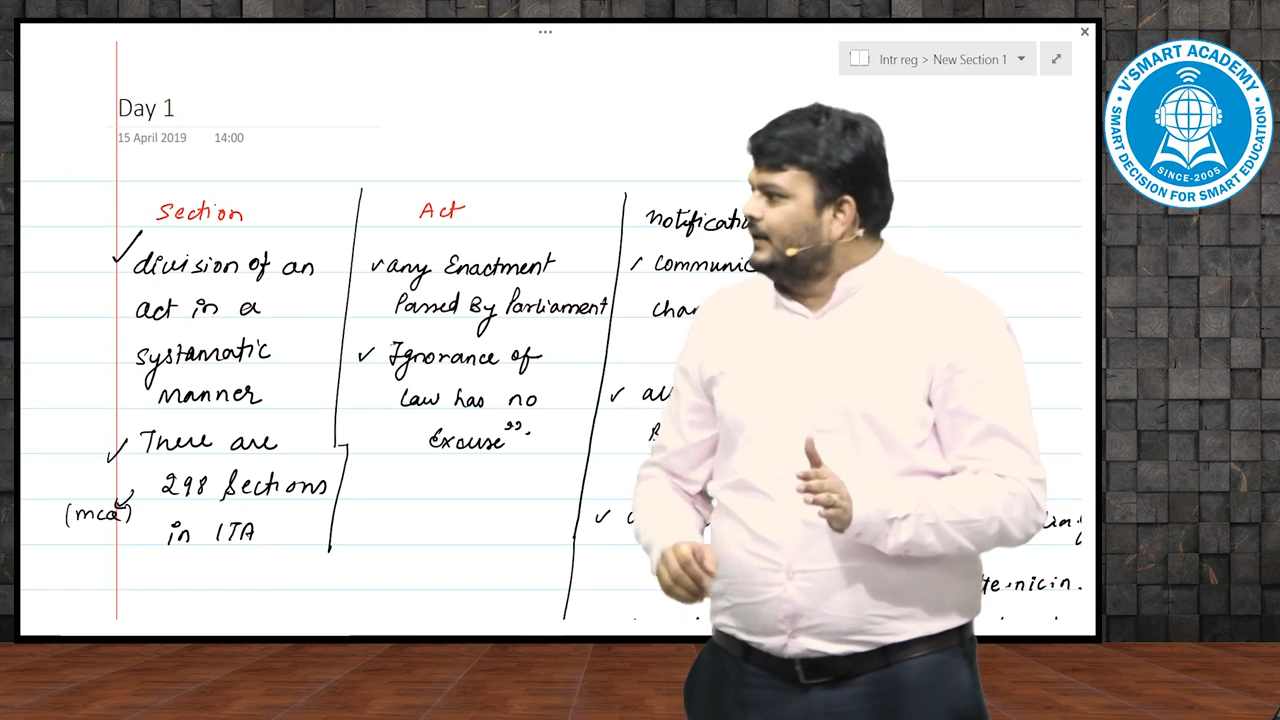 Intr reg > New Section 1
Day 1
15 April 2019 14:00
Section
division of an
act in a
systamatic
manner
There are
298 Sections
(mcq)
in ITA
Act
any Enactment
Passed By Parliament
Ignorance of
Law has no
Excuse”.
V'SMART ACADEMY
SINCE-2005
SMART DECISION FOR SMART EDUCATION